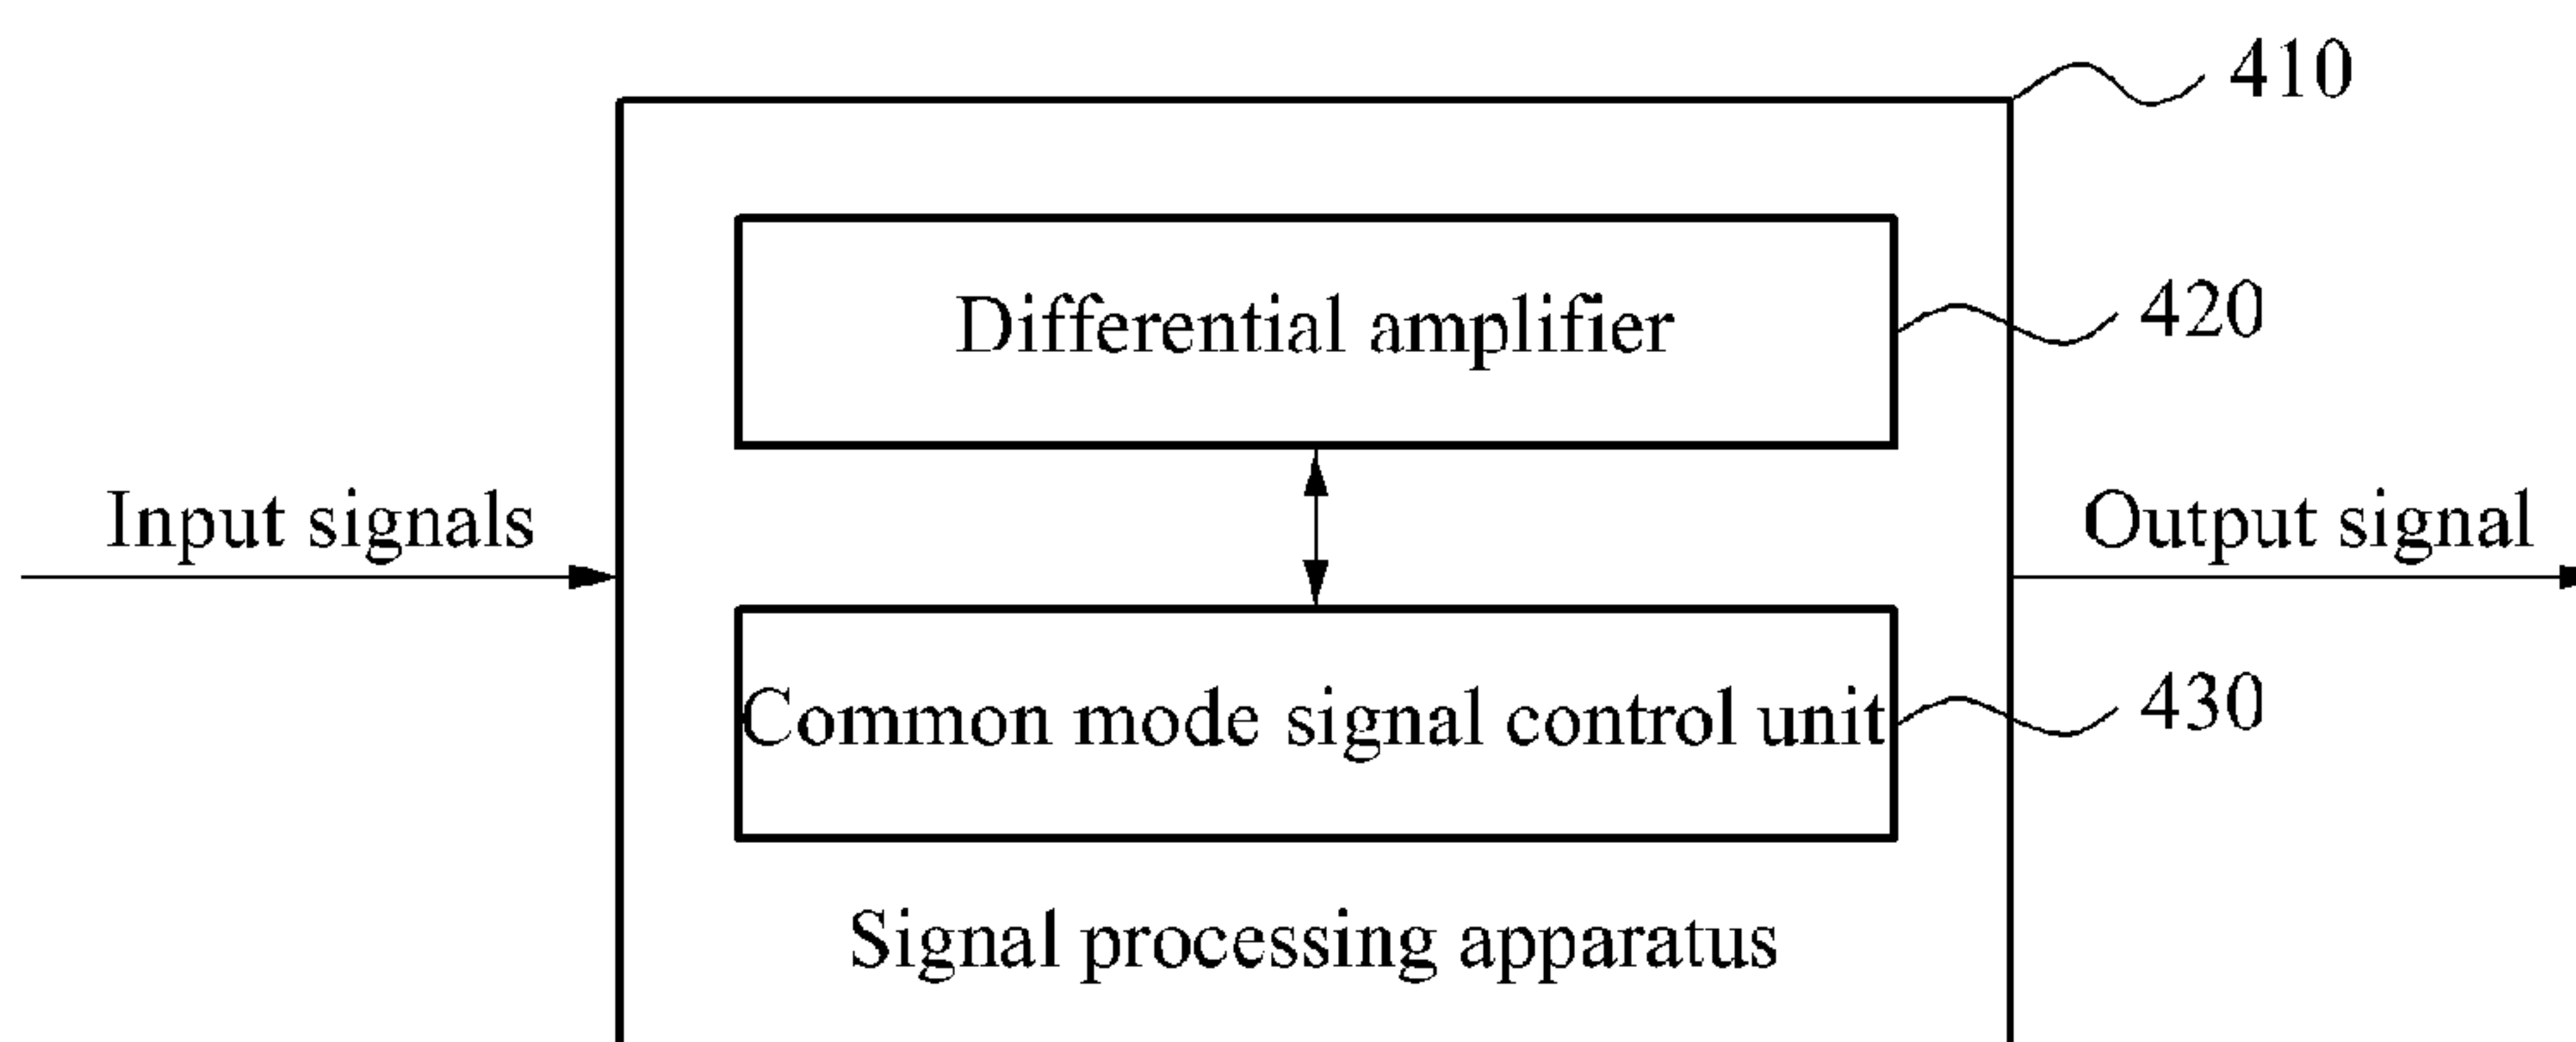 410
Differential amplifier
420
Input signals
Output signal
Common mode signal control unit
430
Signal processing apparatus